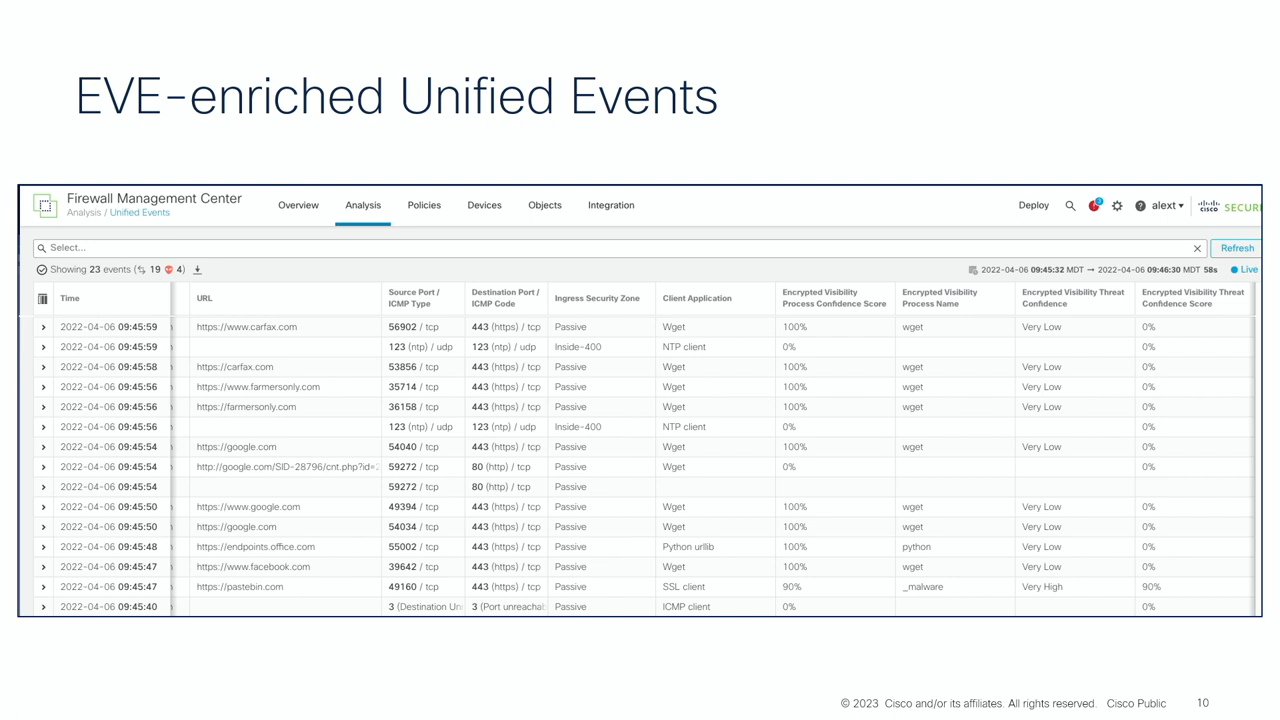 EVE-enriched Unified Events
Firewall Management Center
Analysis / Unified Events
Overview Analysis Policies Devices Objects Integration
Deploy 3 alext cisco SECUR
Select... Refresh
Showing 23 events ( 19 4) 2022-04-06 09:45:32 MDT → 2022-04-06 09:46:30 MDT 58s Live
Time URL Source Port / ICMP Type Destination Port / ICMP Code Ingress Security Zone Client Application Encrypted Visibility Process Confidence Score Encrypted Visibility Process Name Encrypted Visibility Threat Confidence Encrypted Visibility Threat Confidence Score
2022-04-06 09:45:59 https://www.carfax.com 56902 / tcp 443 (https) / tcp Passive Wget 100% wget Very Low 0%
2022-04-06 09:45:59 123 (ntp) / udp 123 (ntp) / udp Inside-400 NTP client 0% 0%
2022-04-06 09:45:58 https://carfax.com 53856 / tcp 443 (https) / tcp Passive Wget 100% wget Very Low 0%
2022-04-06 09:45:56 https://www.farmersonly.com 35714 / tcp 443 (https) / tcp Passive Wget 100% wget Very Low 0%
2022-04-06 09:45:56 https://farmersonly.com 36158 / tcp 443 (https) / tcp Passive Wget 100% wget Very Low 0%
2022-04-06 09:45:56 123 (ntp) / udp 123 (ntp) / udp Inside-400 NTP client 0% 0%
2022-04-06 09:45:54 https://google.com 54040 / tcp 443 (https) / tcp Passive Wget 100% wget Very Low 0%
2022-04-06 09:45:54 http://google.com/SID-28796/cnt.php?id= 59272 / tcp 80 (http) / tcp Passive Wget 0% 0%
2022-04-06 09:45:54 59272 / tcp 80 (http) / tcp Passive
2022-04-06 09:45:50 https://www.google.com 49394 / tcp 443 (https) / tcp Passive Wget 100% wget Very Low 0%
2022-04-06 09:45:50 https://google.com 54034 / tcp 443 (https) / tcp Passive Wget 100% wget Very Low 0%
2022-04-06 09:45:48 https://endpoints.office.com 55002 / tcp 443 (https) / tcp Passive Python urllib 100% python Very Low 0%
2022-04-06 09:45:47 https://www.facebook.com 39642 / tcp 443 (https) / tcp Passive Wget 100% wget Very Low 0%
2022-04-06 09:45:47 https://pastebin.com 49160 / tcp 443 (https) / tcp Passive SSL client 90% _malware Very High 90%
2022-04-06 09:45:40 3 (Destination Un 3 (Port unreacha Passive ICMP client 0% 0%
© 2023 Cisco and/or its affiliates. All rights reserved. Cisco Public 10